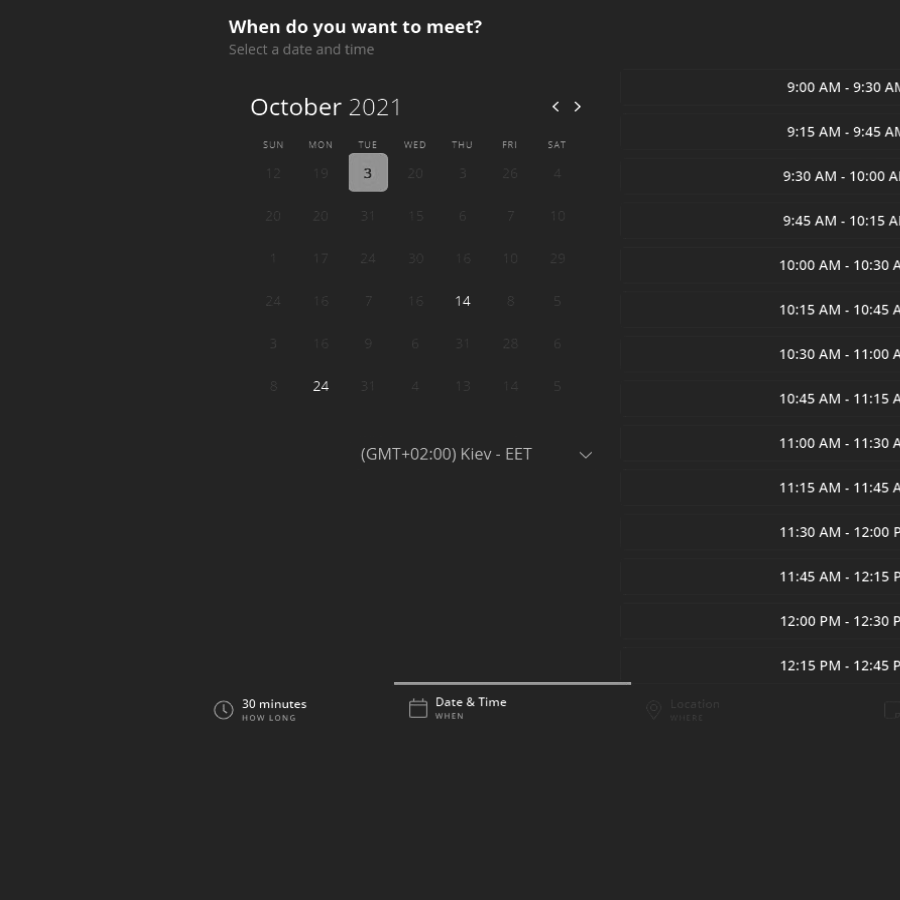 When do you want to meet?
Select a date and time
October 2021
SUN MON TUE WED THU FRI SAT
12 19 3 20 3 26 4
20 20 31 15 6 7 10
1 17 24 30 16 10 29
24 16 7 16 14 8 5
3 16 9 6 31 28 6
8 24 31 4 13 14 5
(GMT+02:00) Kiev - EET
9:00 AM - 9:30 AM
9:15 AM - 9:45 AM
9:30 AM - 10:00 A
9:45 AM - 10:15 A
10:00 AM - 10:30 A
10:15 AM - 10:45 A
10:30 AM - 11:00 A
10:45 AM - 11:15 A
11:00 AM - 11:30 A
11:15 AM - 11:45 A
11:30 AM - 12:00 P
11:45 AM - 12:15 P
12:00 PM - 12:30 P
12:15 PM - 12:45 P
30 minutes
HOW LONG
Date & Time
WHEN
Location
WHERE